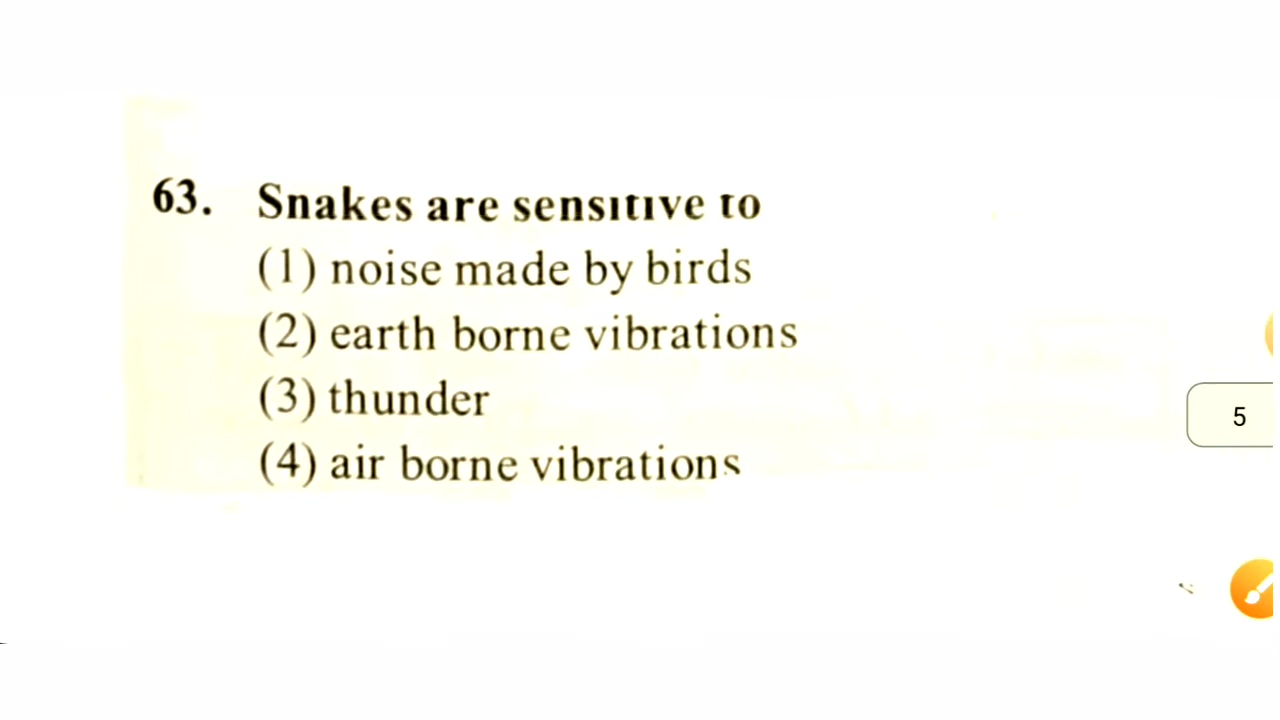 63. Snakes are sensitive to
(1) noise made by birds
(2) earth borne vibrations
(3) thunder
(4) air borne vibrations
5